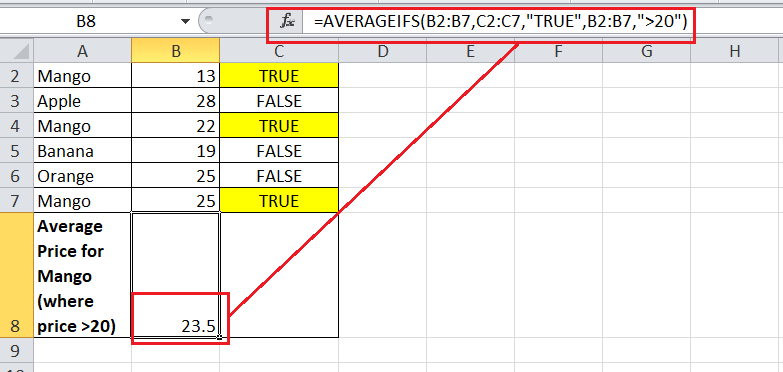 B8 fx =AVERAGEIFS(B2:B7,C2:C7,"TRUE",B2:B7,">20")
A B C D E F G H
2 Mango 13 TRUE
3 Apple 28 FALSE
4 Mango 22 TRUE
5 Banana 19 FALSE
6 Orange 25 FALSE
7 Mango 25 TRUE
Average
Price for
Mango
(where
8 price >20) 23.5
9